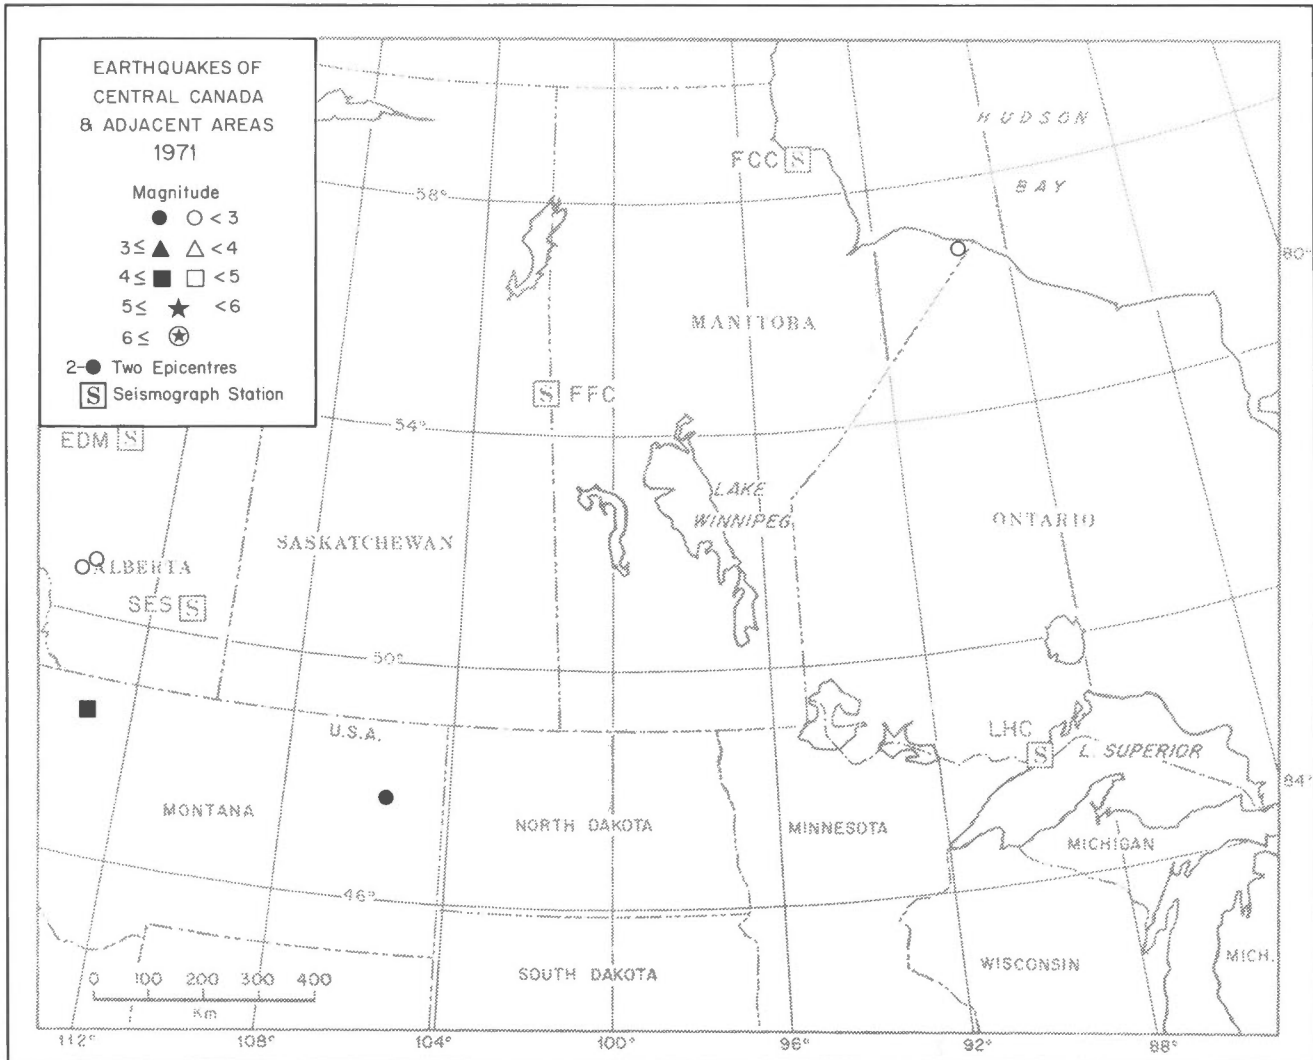 EARTHQUAKES OF
CENTRAL CANADA
& ADJACENT AREAS
1971
Magnitude
< 3
3≤ < 4
4≤ < 5
5≤ < 6
6≤
2- Two Epicentres
S Seismograph Station
HUDSON
BAY
FCC S
58°
80°
MANITOBA
S FFC
54°
EDM S
LAKE
WINNIPEG
ONTARIO
SASKATCHEWAN
ALBERTA
SES S
50°
U.S.A.
LHC S
L. SUPERIOR
84°
MONTANA
NORTH DAKOTA
MINNESOTA
MICHIGAN
46°
SOUTH DAKOTA
WISCONSIN
MICH.
0 100 200 300 400
Km
112° 108° 104° 100° 96° 92° 88°